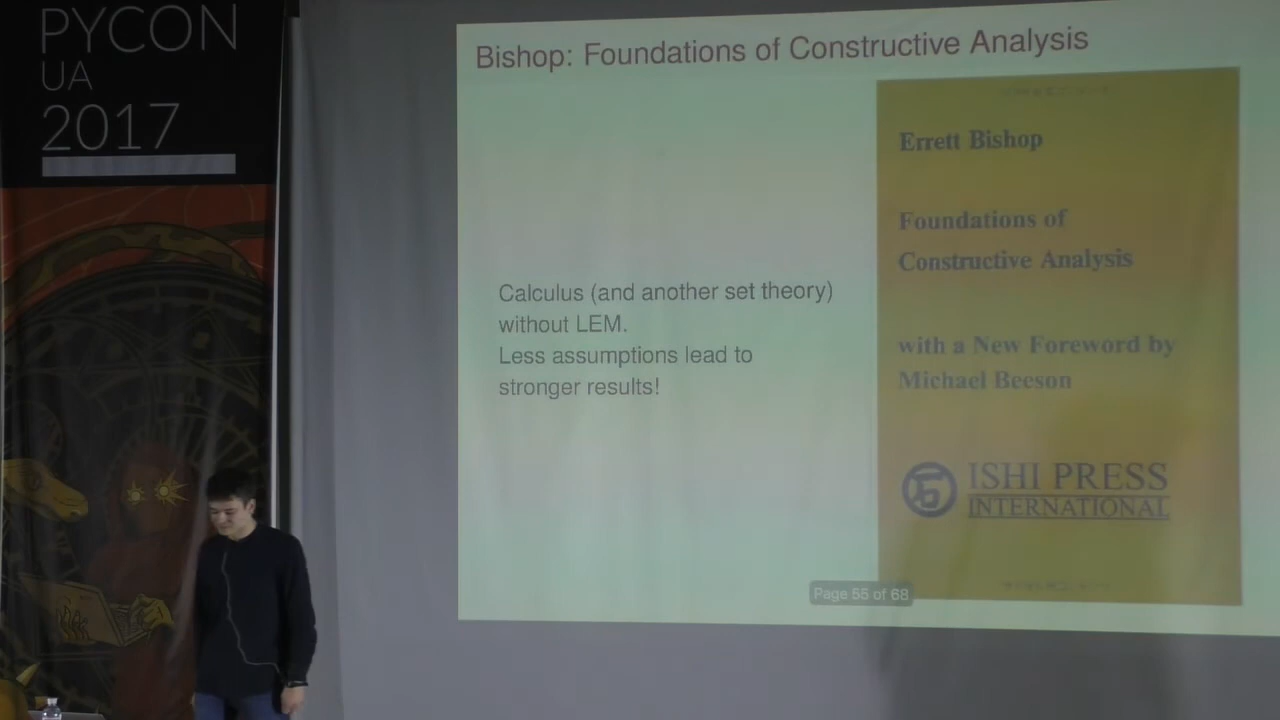 PYCON
UA
2017
Bishop: Foundations of Constructive Analysis
Calculus (and another set theory)
without LEM.
Less assumptions lead to
stronger results!
Errett Bishop
Foundations of
Constructive Analysis
with a New Foreword by
Michael Beeson
ISHI PRESS
INTERNATIONAL
Page 55 of 68